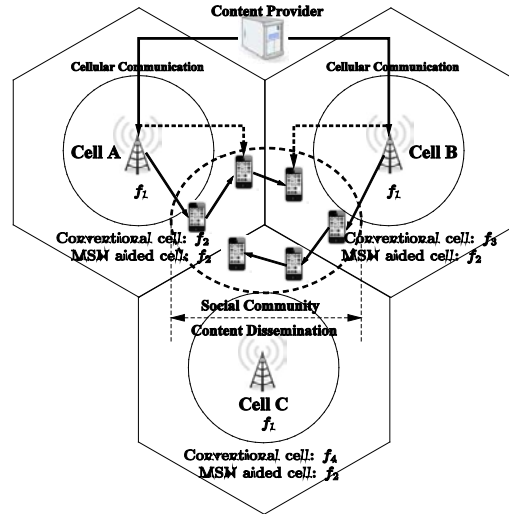 Content Provider
Cellular Communication
Cellular Communication
Cell A
Cell B
f₁
f₁
Conventional cell: f₂
MSN aided cell: f₂
Conventional cell: f₃
MSN aided cell: f₂
Social Community
Content Dissemination
Cell C
f₁
Conventional cell: f₄
MSN aided cell: f₂